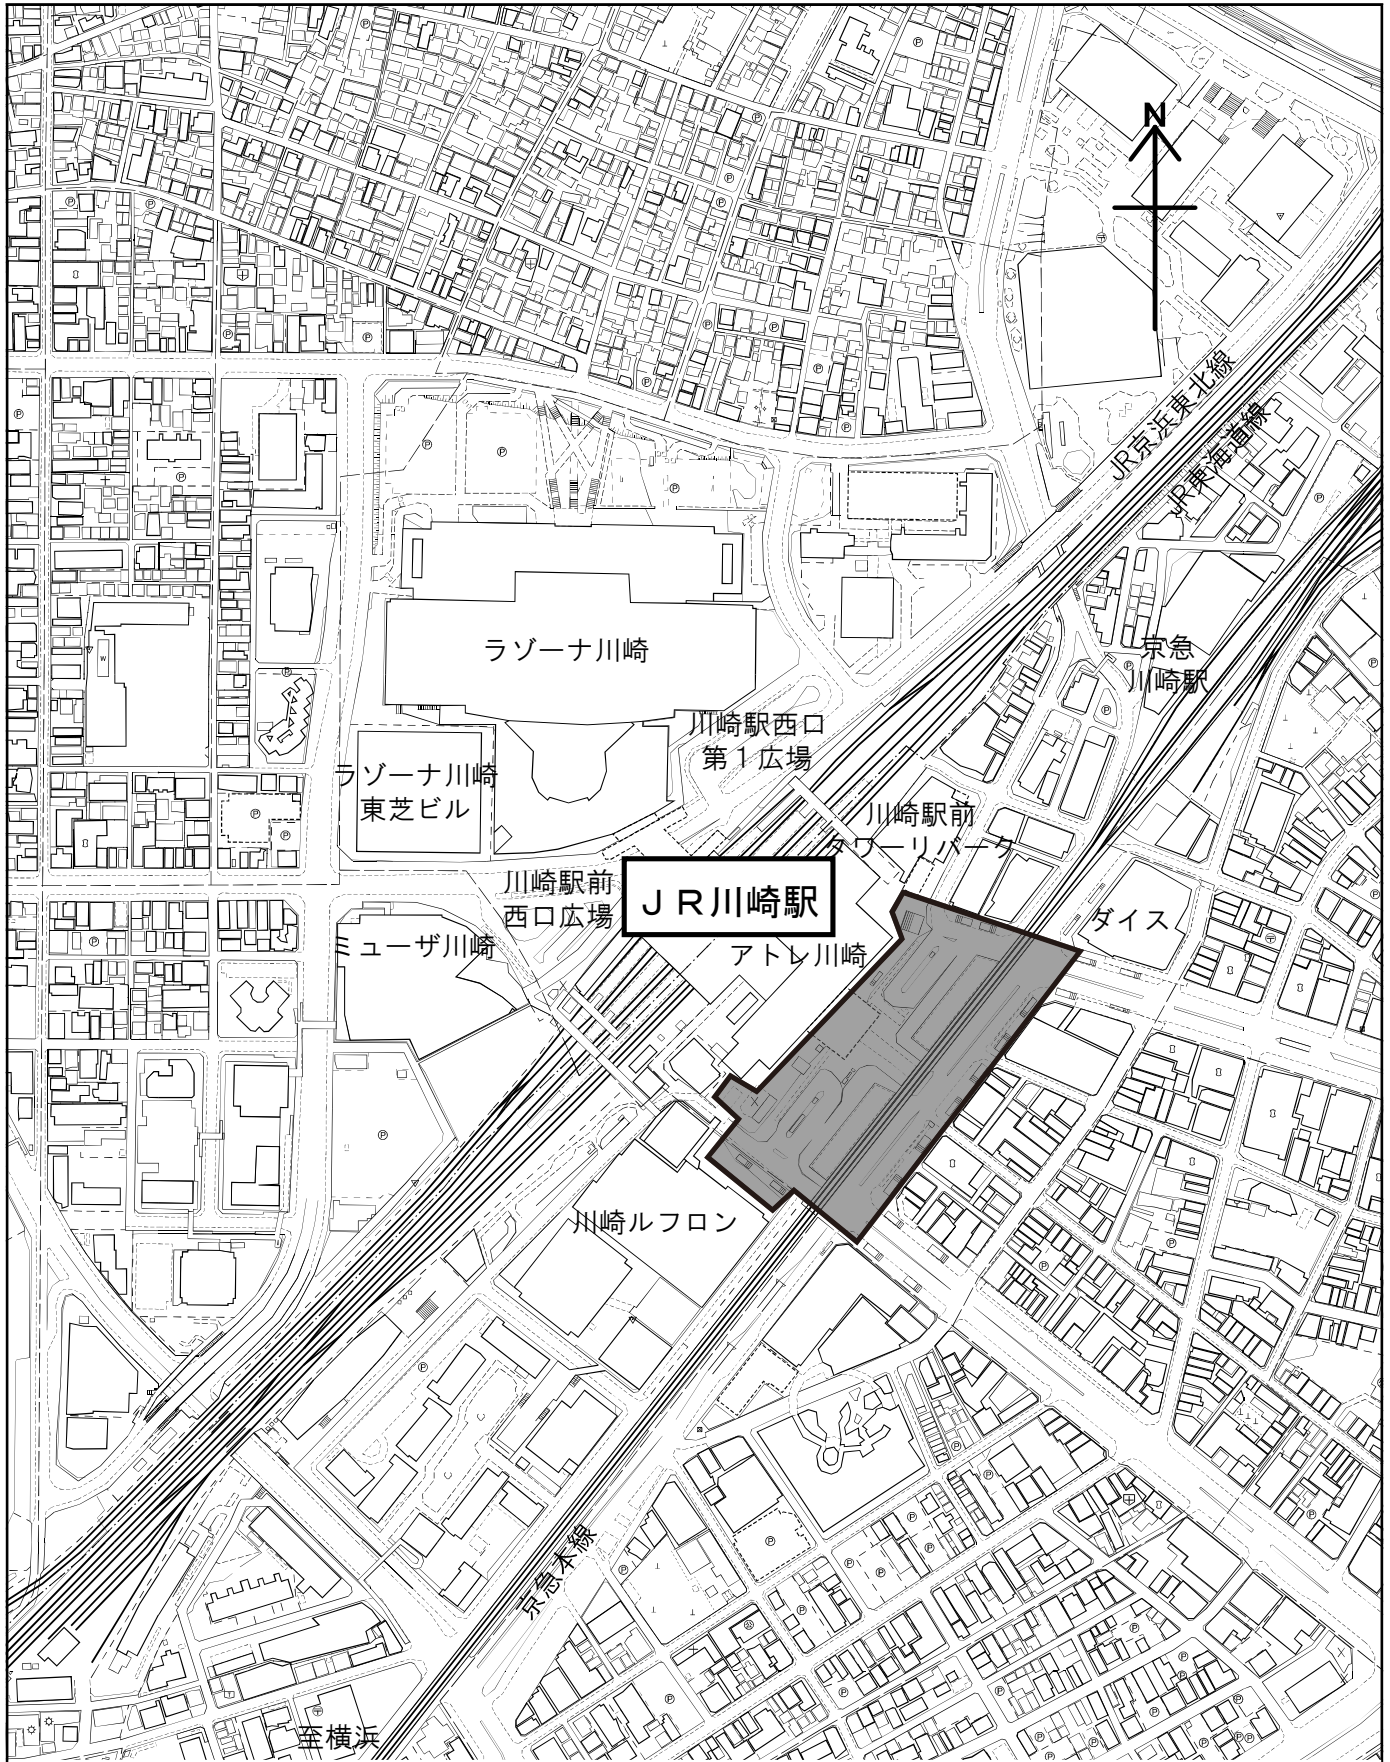 N
JR京浜東北線
JR東海道線
京急
川崎駅
ラゾーナ川崎
川崎駅西口
第１広場
ラゾーナ川崎
東芝ビル
川崎駅前
タワーリバーク
川崎駅前
西口広場
ＪＲ川崎駅
ダイス
ミューザ川崎
アトレ川崎
川崎ルフロン
京急本線
至横浜